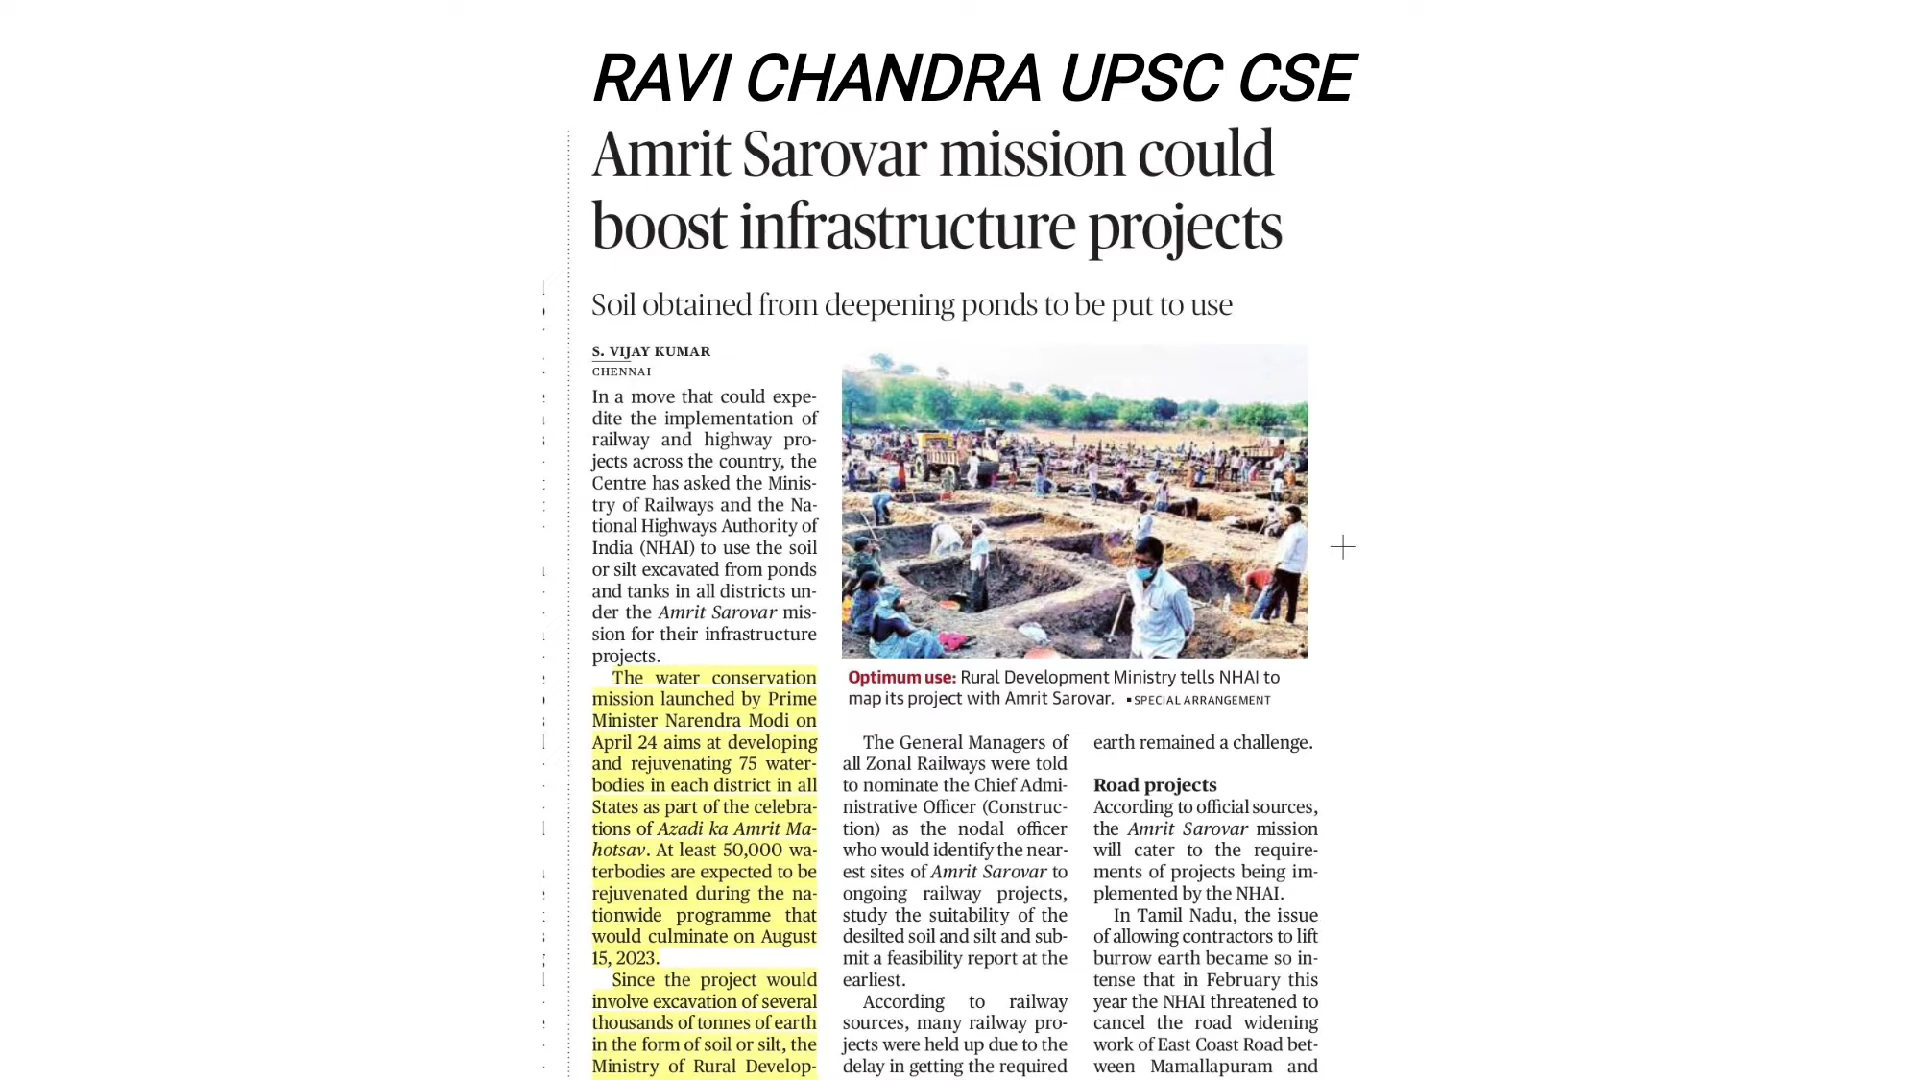 RAVI CHANDRA UPSC CSE
Amrit Sarovar mission could
boost infrastructure projects
Soil obtained from deepening ponds to be put to use
S. VIJAY KUMAR
CHENNAI
In a move that could expe-
dite the implementation of
railway and highway pro-
jects across the country, the
Centre has asked the Minis-
try of Railways and the Na-
tional Highways Authority of
India (NHAI) to use the soil
or silt excavated from ponds
and tanks in all districts un-
der the Amrit Sarovar mis-
sion for their infrastructure
projects.
The water conservation
mission launched by Prime
Minister Narendra Modi on
April 24 aims at developing
and rejuvenating 75 water-
bodies in each district in all
States as part of the celebra-
tions of Azadi ka Amrit Ma-
hotsav. At least 50,000 wa-
terbodies are expected to be
rejuvenated during the na-
tionwide programme that
would culminate on August
15, 2023.
Since the project would
involve excavation of several
thousands of tonnes of earth
in the form of soil or silt, the
Ministry of Rural Develop-
Optimum use: Rural Development Ministry tells NHAI to
map its project with Amrit Sarovar. ▪ SPECIAL ARRANGEMENT
The General Managers of
all Zonal Railways were told
to nominate the Chief Admi-
nistrative Officer (Construc-
tion) as the nodal officer
who would identify the near-
est sites of Amrit Sarovar to
ongoing railway projects,
study the suitability of the
desilted soil and silt and sub-
mit a feasibility report at the
earliest.
According to railway
sources, many railway pro-
jects were held up due to the
delay in getting the required
earth remained a challenge.
Road projects
According to official sources,
the Amrit Sarovar mission
will cater to the require-
ments of projects being im-
plemented by the NHAI.
In Tamil Nadu, the issue
of allowing contractors to lift
burrow earth became so in-
tense that in February this
year the NHAI threatened to
cancel the road widening
work of East Coast Road bet-
ween Mamallapuram and